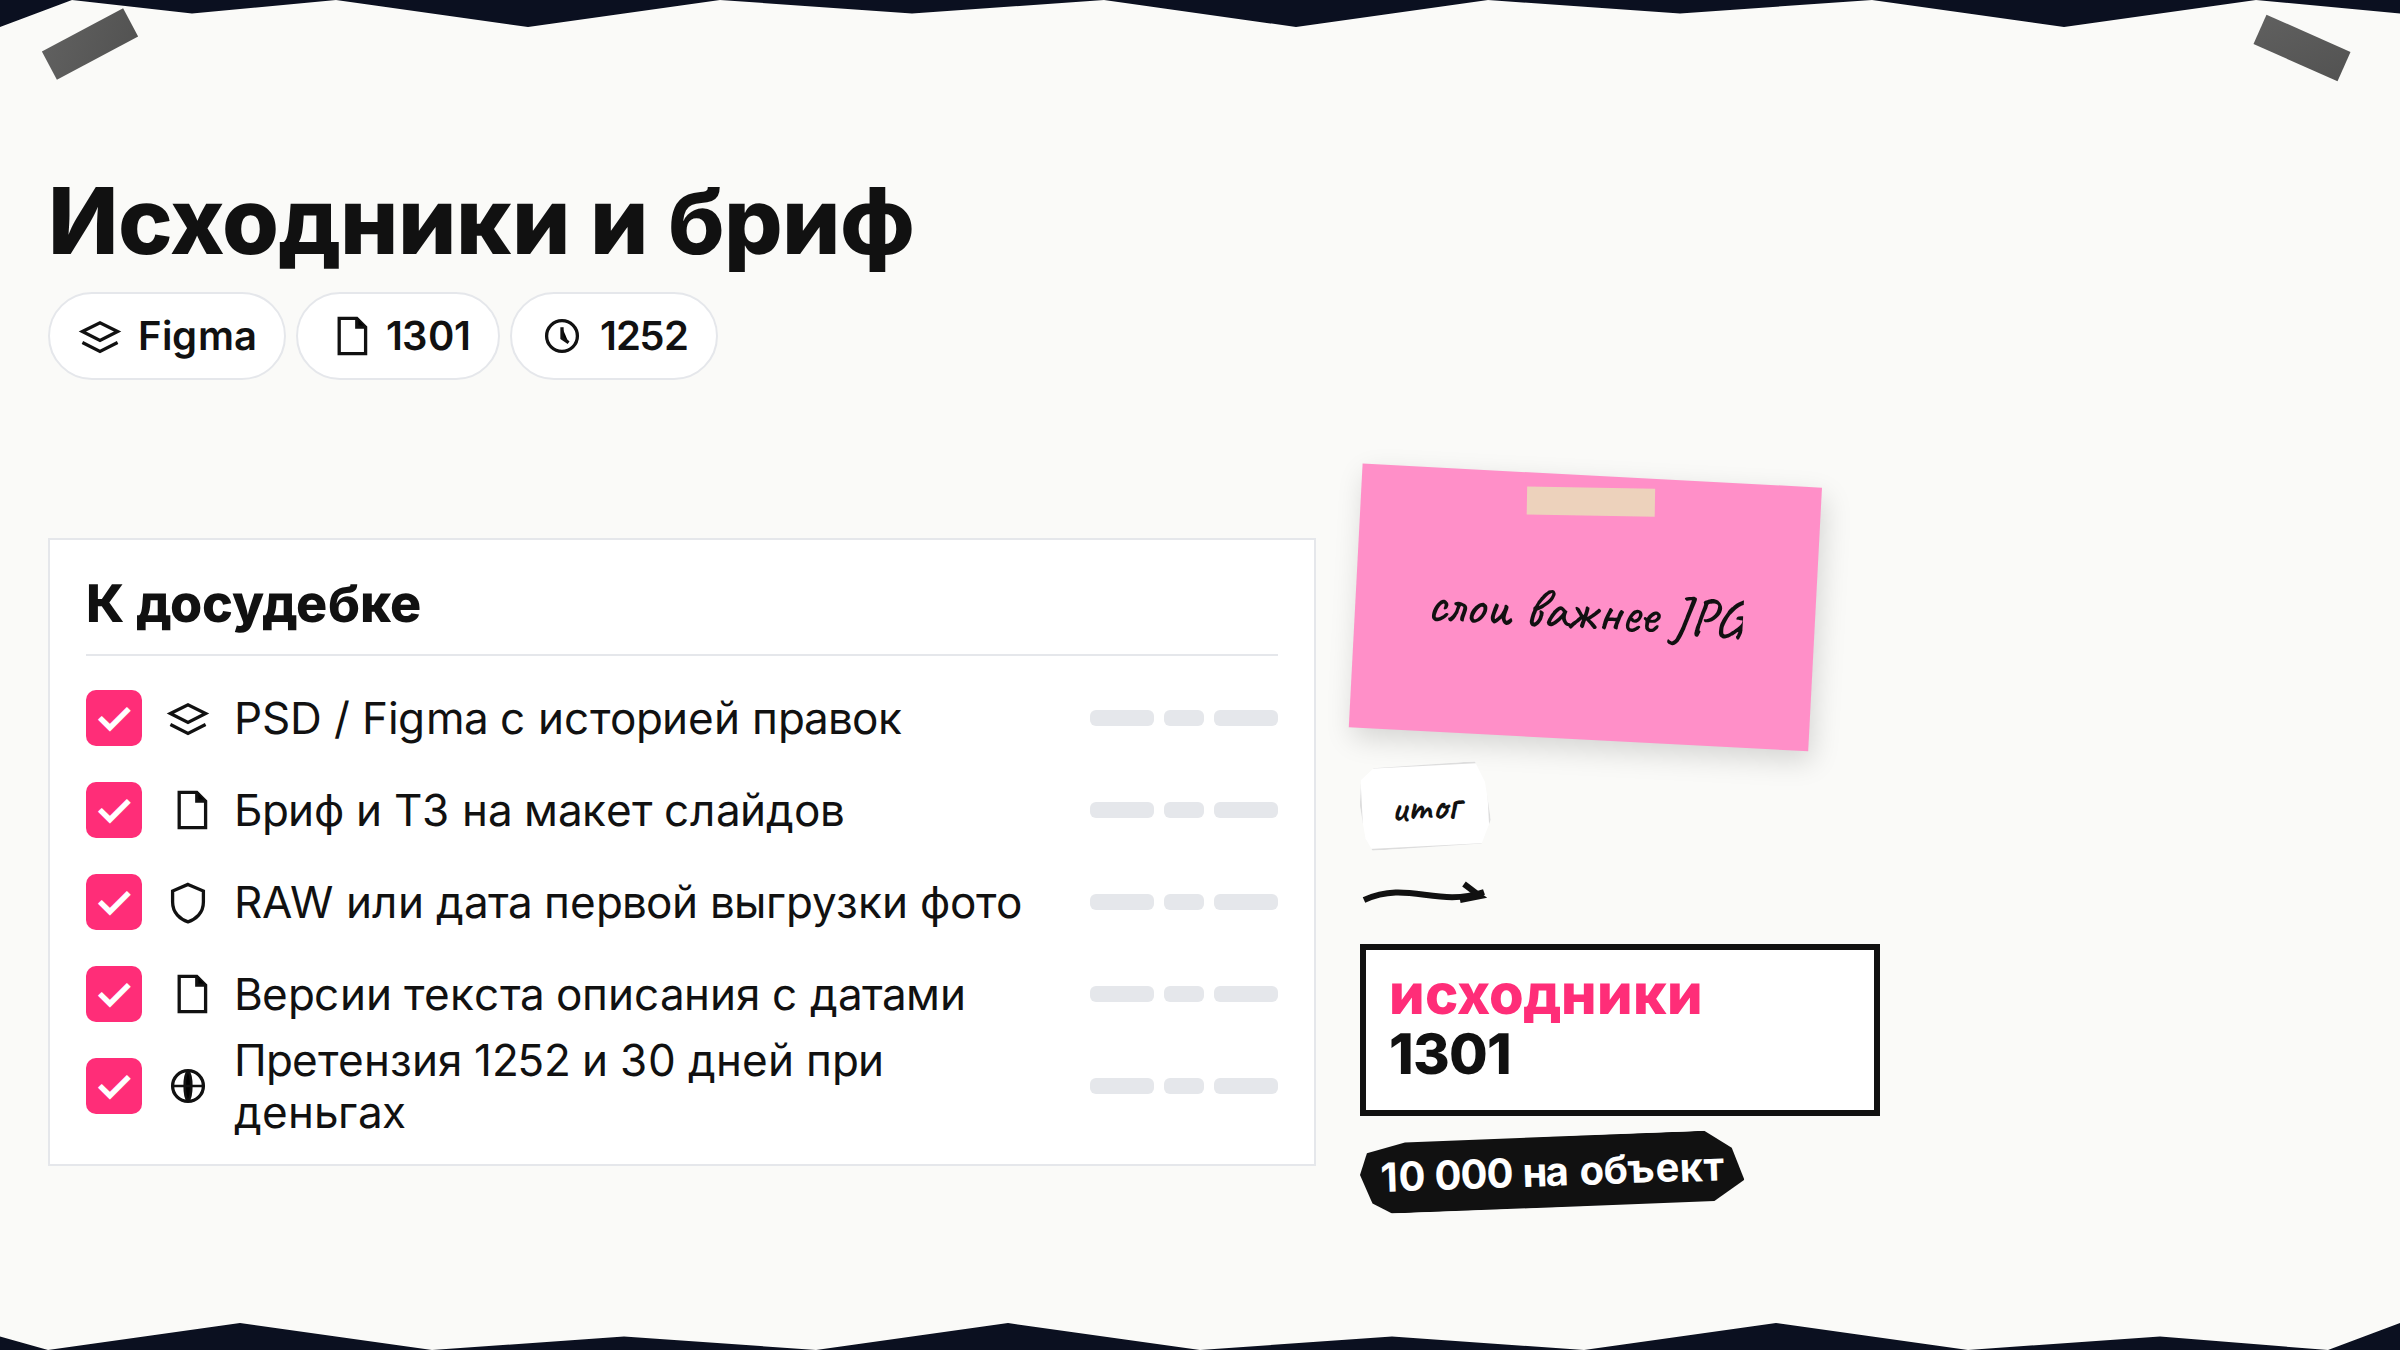 Исходники и бриф
Figma
1301
1252
К досудебке
PSD / Figma с историей правок
Бриф и ТЗ на макет слайдов
RAW или дата первой выгрузки фото
Версии текста описания с датами
Претензия 1252 и 30 дней при
деньгах
слои важнее JPG
итог
исходники
1301
10 000 на объект